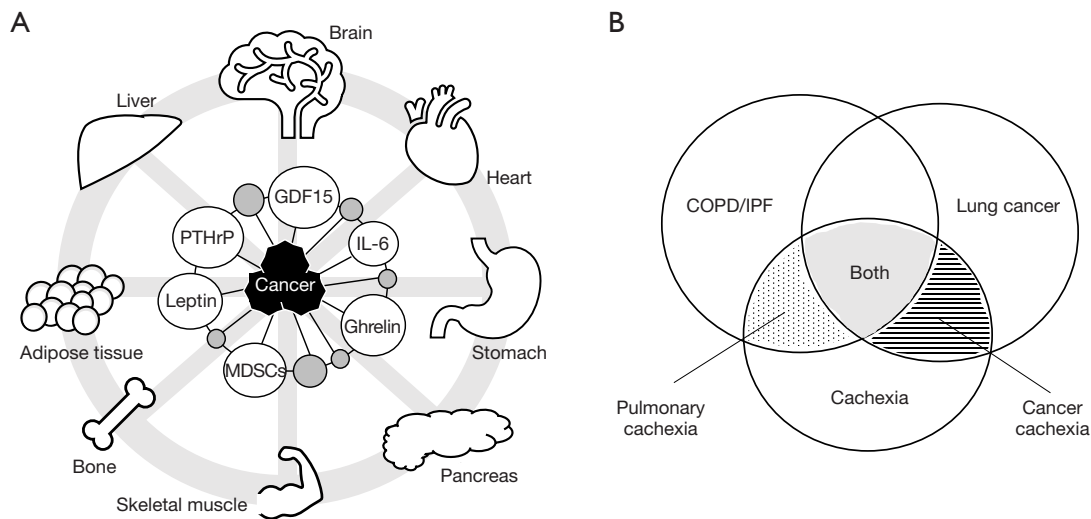 A
Brain
Liver
Heart
GDF15
PTHrP
IL-6
Cancer
Leptin
Ghrelin
MDSCs
Adipose tissue
Stomach
Bone
Pancreas
Skeletal muscle
B
COPD/IPF
Lung cancer
Both
Cachexia
Pulmonary
cachexia
Cancer
cachexia